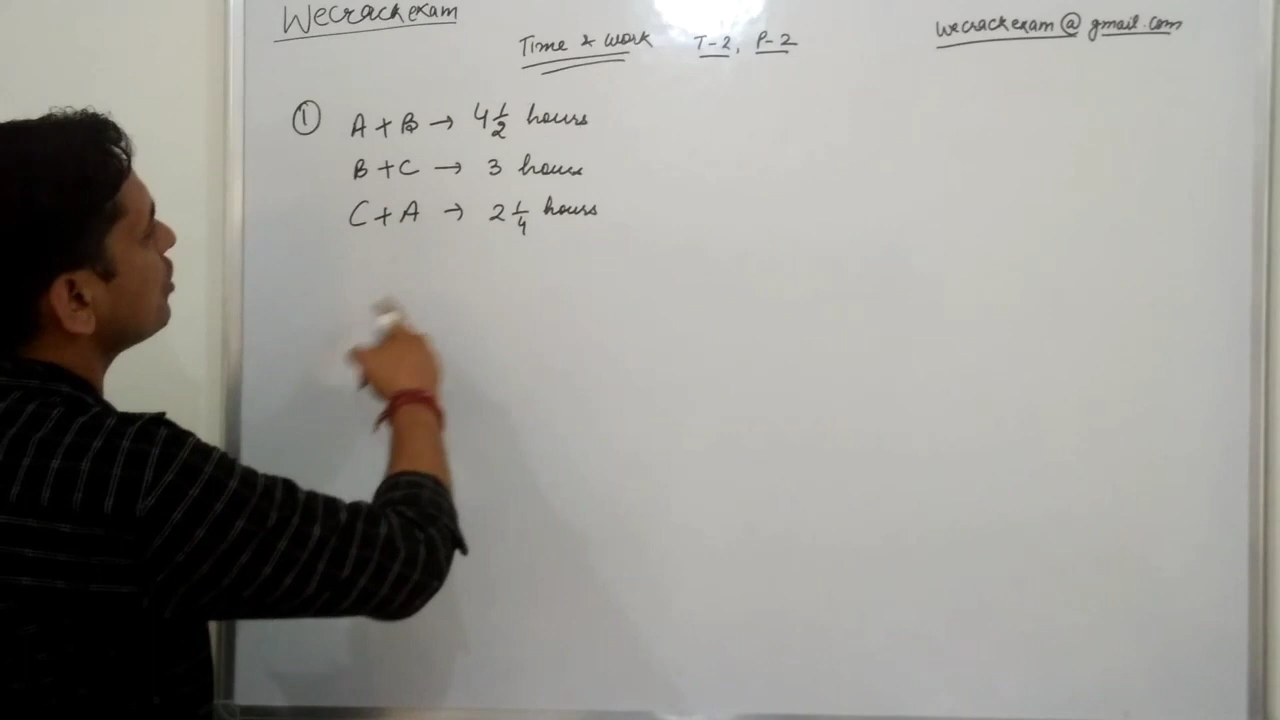 Wecrackexam
Time & work T-2, P-2
wecrackexam@gmail.com
① A + B → 4 1/2 hours
B + C → 3 hours
C + A → 2 1/4 hours